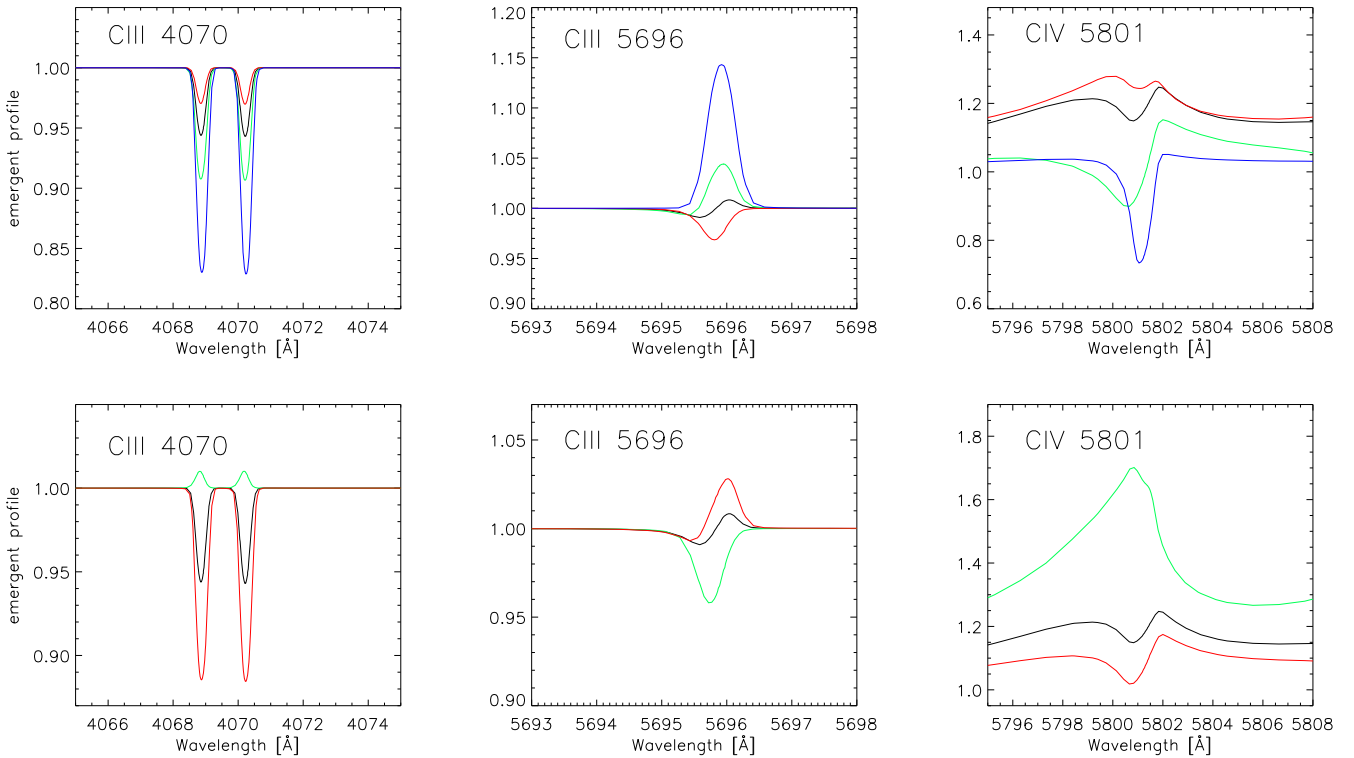 CIII 4070
1.00
0.95
0.90
0.85
0.80
emergent profile
4066 4068 4070 4072 4074
Wavelength [Å]
CIII 5696
1.20
1.15
1.10
1.05
1.00
0.95
0.90
5693 5694 5695 5696 5697 5698
Wavelength [Å]
CIV 5801
1.4
1.2
1.0
0.8
0.6
5796 5798 5800 5802 5804 5806 5808
Wavelength [Å]
CIII 4070
1.00
0.95
0.90
emergent profile
4066 4068 4070 4072 4074
Wavelength [Å]
CIII 5696
1.05
1.00
0.95
0.90
5693 5694 5695 5696 5697 5698
Wavelength [Å]
CIV 5801
1.8
1.6
1.4
1.2
1.0
5796 5798 5800 5802 5804 5806 5808
Wavelength [Å]